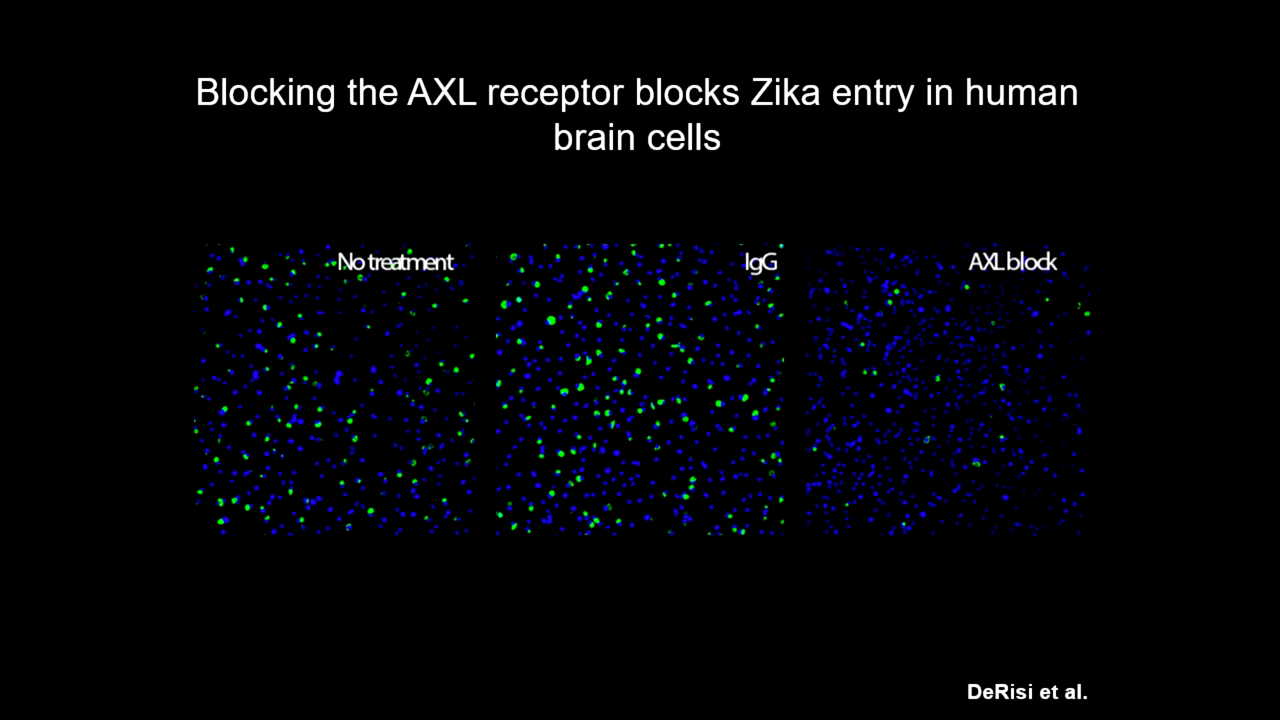 Blocking the AXL receptor blocks Zika entry in human
brain cells
No treatment
IgG
AXL block
DeRisi et al.